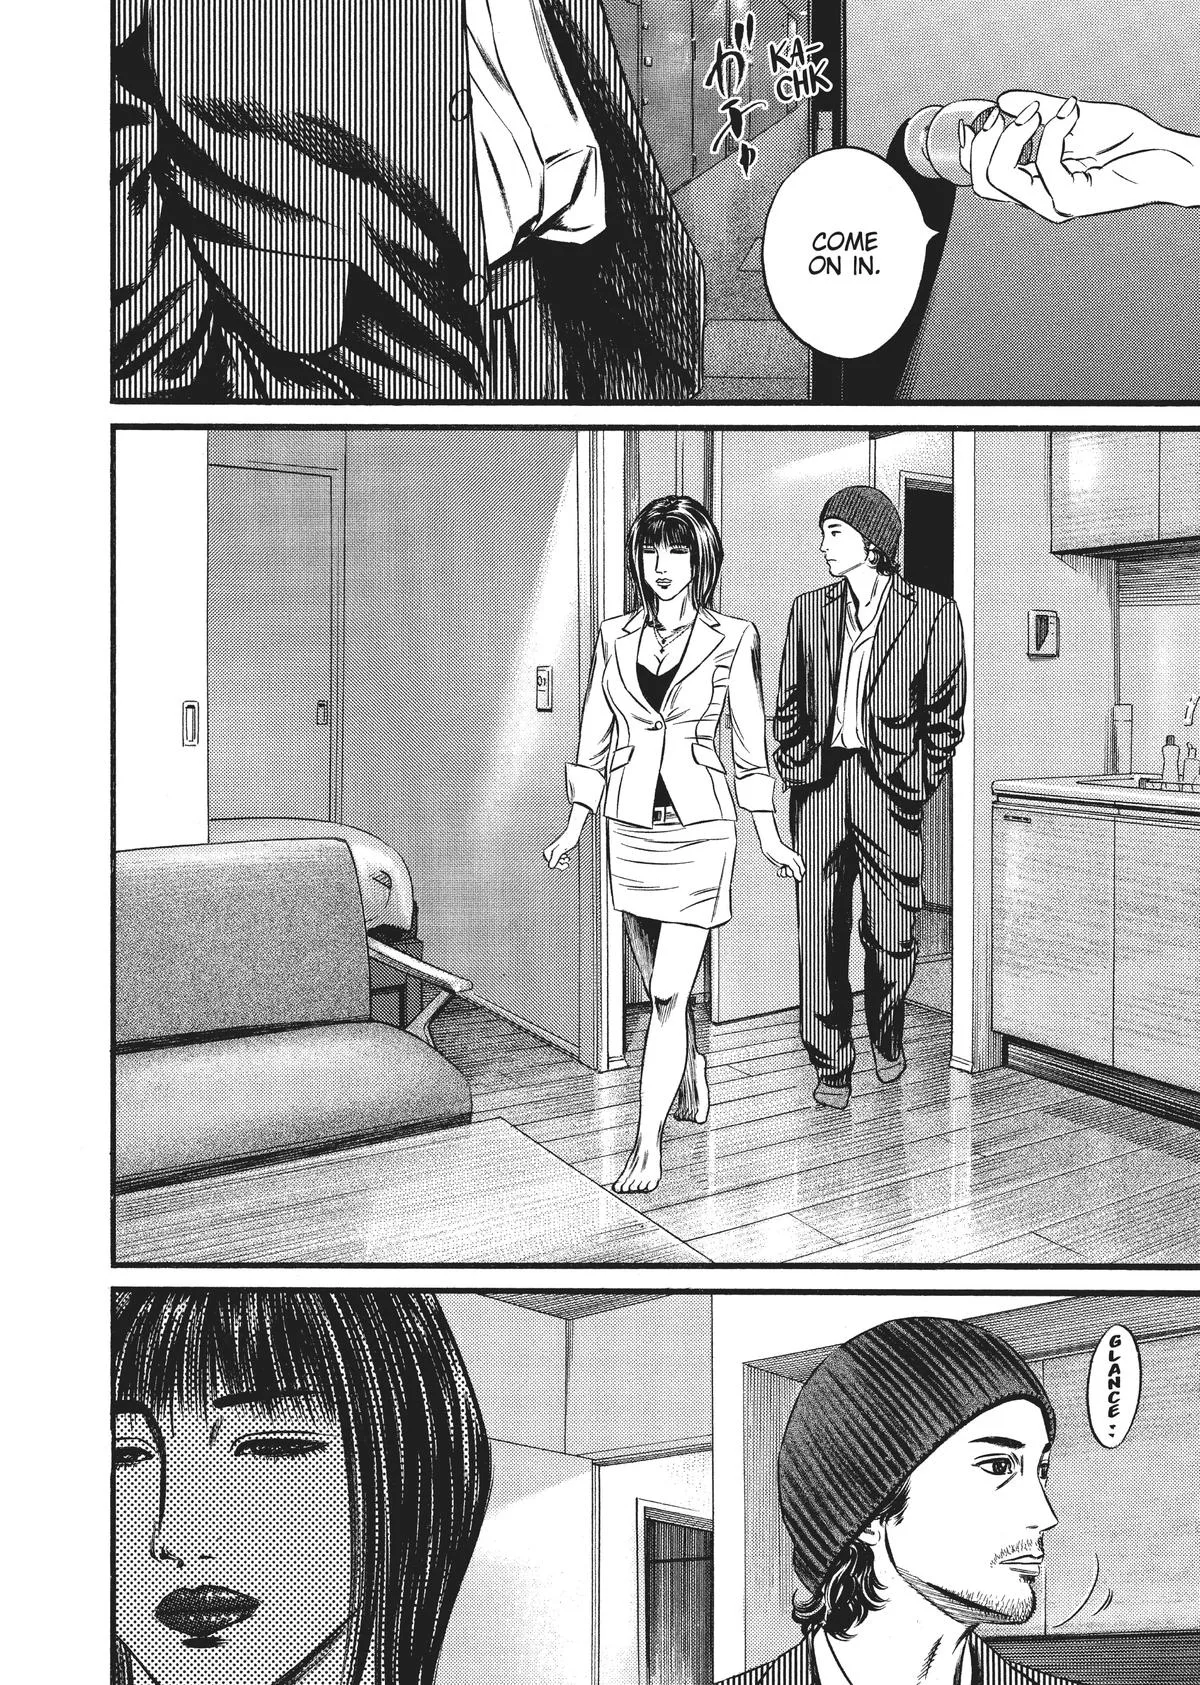 ガチャ
KA-
CHK
COME
ON IN.
GLANCE..